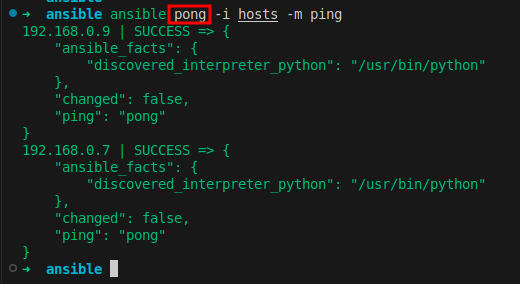 ➜ ansible ansible pong -i hosts -m ping
192.168.0.9 | SUCCESS => {
    "ansible_facts": {
        "discovered_interpreter_python": "/usr/bin/python"
    },
    "changed": false,
    "ping": "pong"
}
192.168.0.7 | SUCCESS => {
    "ansible_facts": {
        "discovered_interpreter_python": "/usr/bin/python"
    },
    "changed": false,
    "ping": "pong"
}
➜ ansible